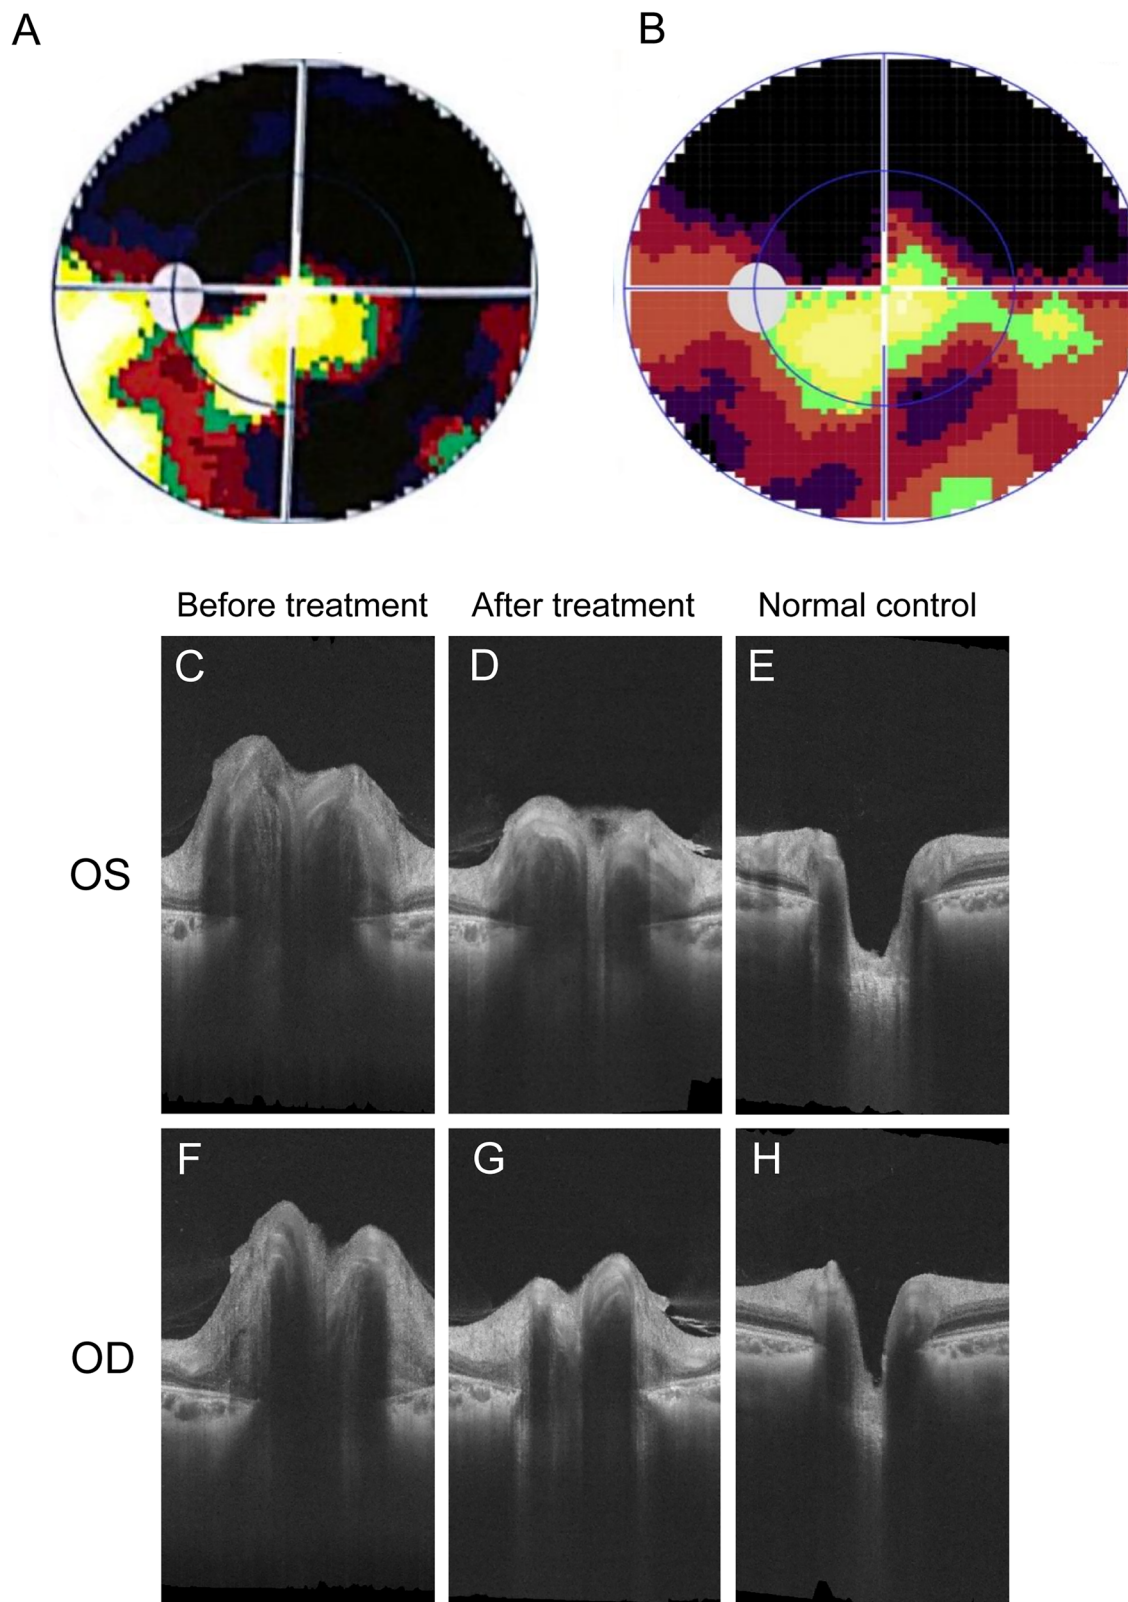 A B
Before treatment After treatment Normal control
C D E
OS
F G H
OD